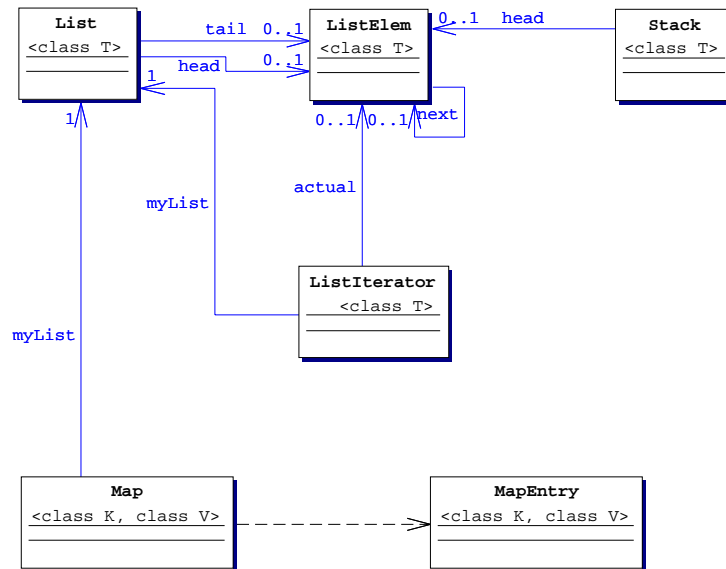 List
<class T>
tail 0..1
head
0..1
1
ListElem
<class T>
0..1 head
Stack
<class T>
1
0..1
0..1
next
actual
myList
ListIterator
<class T>
myList
Map
<class K, class V>
MapEntry
<class K, class V>